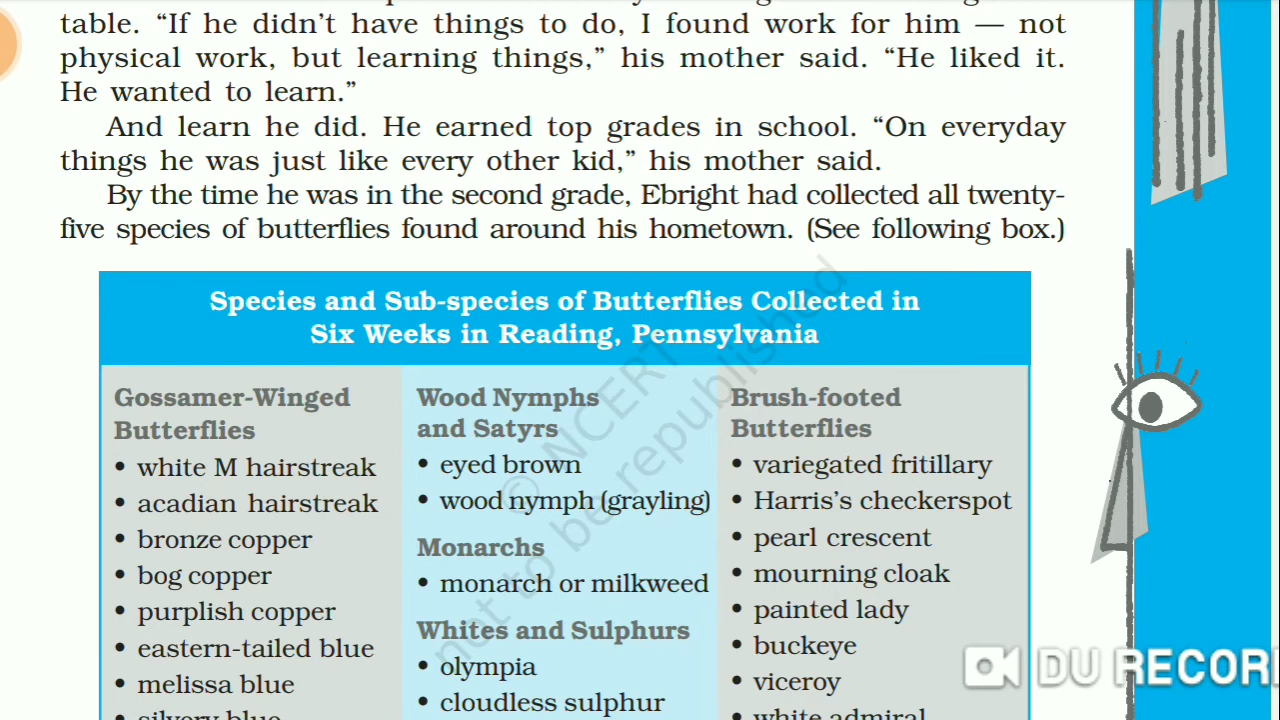 table. “If he didn’t have things to do, I found work for him — not
physical work, but learning things,” his mother said. “He liked it.
He wanted to learn.”
And learn he did. He earned top grades in school. “On everyday
things he was just like every other kid,” his mother said.
By the time he was in the second grade, Ebright had collected all twenty-
five species of butterflies found around his hometown. (See following box.)
Species and Sub-species of Butterflies Collected in
Six Weeks in Reading, Pennsylvania
Gossamer-Winged
Butterflies
• white M hairstreak
• acadian hairstreak
• bronze copper
• bog copper
• purplish copper
• eastern-tailed blue
• melissa blue
• silvery blue
Wood Nymphs
and Satyrs
• eyed brown
• wood nymph (grayling)
Monarchs
• monarch or milkweed
Whites and Sulphurs
• olympia
• cloudless sulphur
Brush-footed
Butterflies
• variegated fritillary
• Harris’s checkerspot
• pearl crescent
• mourning cloak
• painted lady
• buckeye
• viceroy
• white admiral
© NCERT
not to be republished
DU RECOR